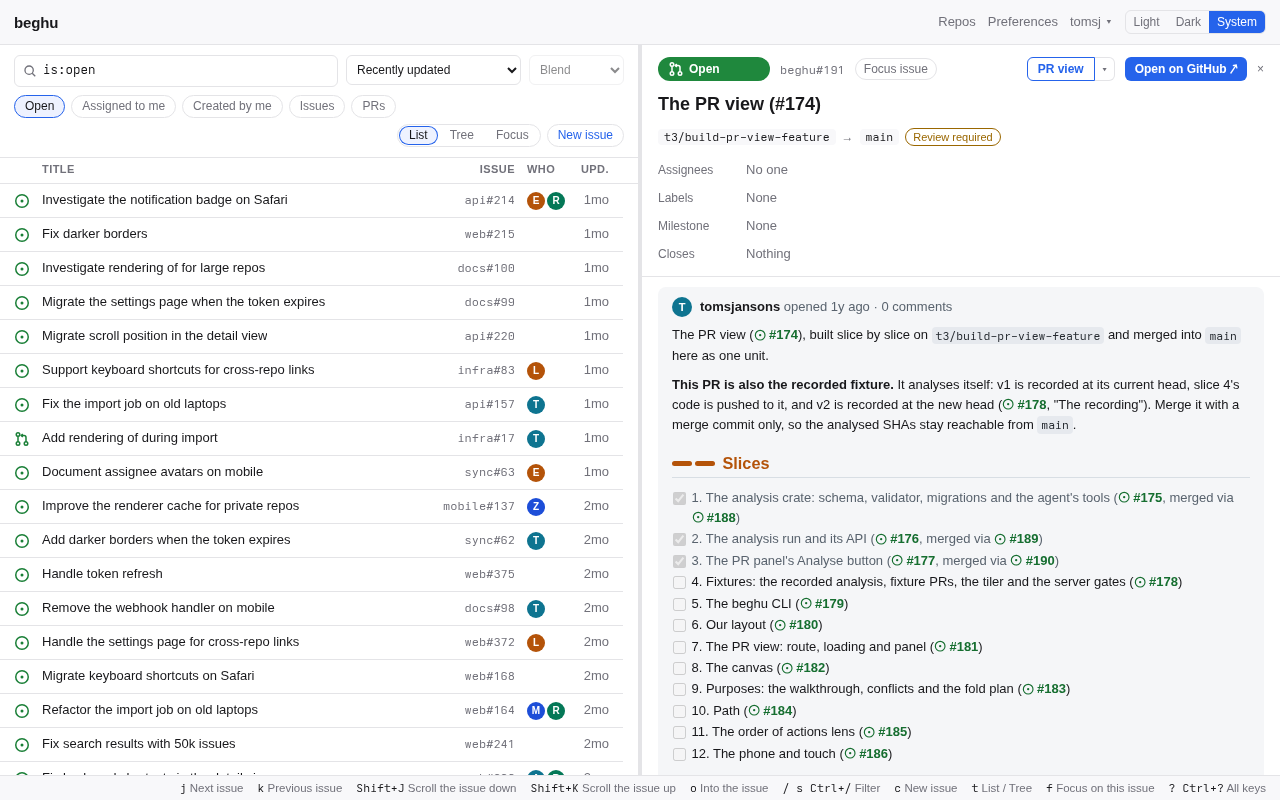 beghu
Repos Preferences tomsj Light Dark System
is:open Recently updated Blend
Open Assigned to me Created by me Issues PRs
List Tree Focus New issue
TITLE ISSUE WHO UPD.
Investigate the notification badge on Safari api#214 E R 1mo
Fix darker borders web#215 1mo
Investigate rendering of for large repos docs#100 1mo
Migrate the settings page when the token expires docs#99 1mo
Migrate scroll position in the detail view api#220 1mo
Support keyboard shortcuts for cross-repo links infra#83 L 1mo
Fix the import job on old laptops api#157 T 1mo
Add rendering of during import infra#17 T 1mo
Document assignee avatars on mobile sync#63 E 1mo
Improve the renderer cache for private repos mobile#137 Z 2mo
Add darker borders when the token expires sync#62 T 2mo
Handle token refresh web#375 2mo
Remove the webhook handler on mobile docs#98 T 2mo
Handle the settings page for cross-repo links web#372 L 2mo
Migrate keyboard shortcuts on Safari web#168 2mo
Refactor the import job on old laptops web#164 M R 2mo
Fix search results with 50k issues web#241 2mo
Open beghu#191 Focus issue PR view Open on GitHub ↗ ×
The PR view (#174)
t3/build-pr-view-feature → main Review required
Assignees No one
Labels None
Milestone None
Closes Nothing
T tomsjansons opened 1y ago · 0 comments
The PR view (#174), built slice by slice on t3/build-pr-view-feature and merged into main
here as one unit.
This PR is also the recorded fixture. It analyses itself: v1 is recorded at its current head, slice 4's
code is pushed to it, and v2 is recorded at the new head (#178, "The recording"). Merge it with a
merge commit only, so the analysed SHAs stay reachable from main.
Slices
1. The analysis crate: schema, validator, migrations and the agent's tools (#175, merged via
#188)
2. The analysis run and its API (#176, merged via #189)
3. The PR panel's Analyse button (#177, merged via #190)
4. Fixtures: the recorded analysis, fixture PRs, the tiler and the server gates (#178)
5. The beghu CLI (#179)
6. Our layout (#180)
7. The PR view: route, loading and panel (#181)
8. The canvas (#182)
9. Purposes: the walkthrough, conflicts and the fold plan (#183)
10. Path (#184)
11. The order of actions lens (#185)
12. The phone and touch (#186)
j Next issue k Previous issue Shift+J Scroll the issue down Shift+K Scroll the issue up o Into the issue / s Ctrl+/ Filter c New issue t List / Tree f Focus on this issue ? Ctrl+? All keys